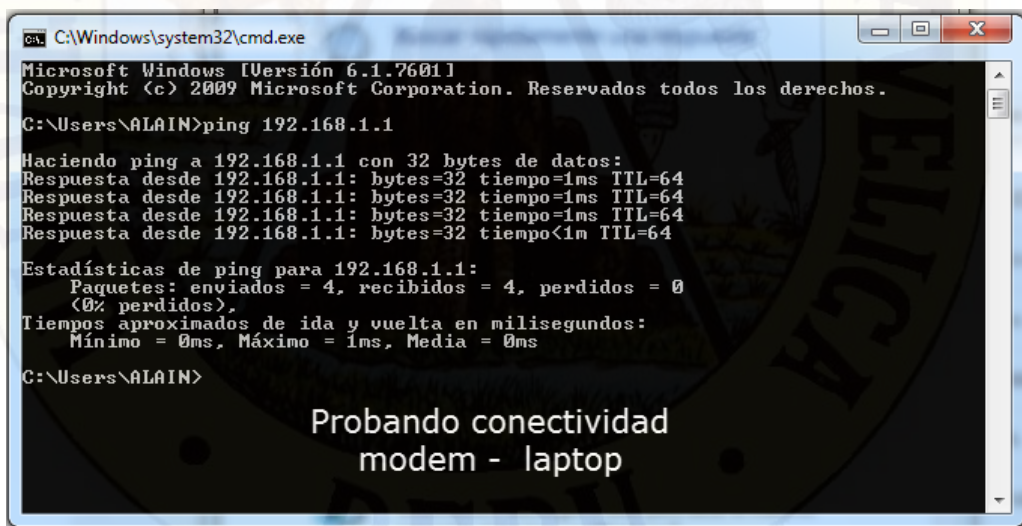 C:\Windows\system32\cmd.exe
Microsoft Windows [Versión 6.1.7601]
Copyright (c) 2009 Microsoft Corporation. Reservados todos los derechos.
C:\Users\ALAIN>ping 192.168.1.1
Haciendo ping a 192.168.1.1 con 32 bytes de datos:
Respuesta desde 192.168.1.1: bytes=32 tiempo=1ms TTL=64
Respuesta desde 192.168.1.1: bytes=32 tiempo=1ms TTL=64
Respuesta desde 192.168.1.1: bytes=32 tiempo=1ms TTL=64
Respuesta desde 192.168.1.1: bytes=32 tiempo<1m TTL=64
Estadísticas de ping para 192.168.1.1:
Paquetes: enviados = 4, recibidos = 4, perdidos = 0
(0% perdidos),
Tiempos aproximados de ida y vuelta en milisegundos:
Mínimo = 0ms, Máximo = 1ms, Media = 0ms
C:\Users\ALAIN>
Probando conectividad
modem - laptop